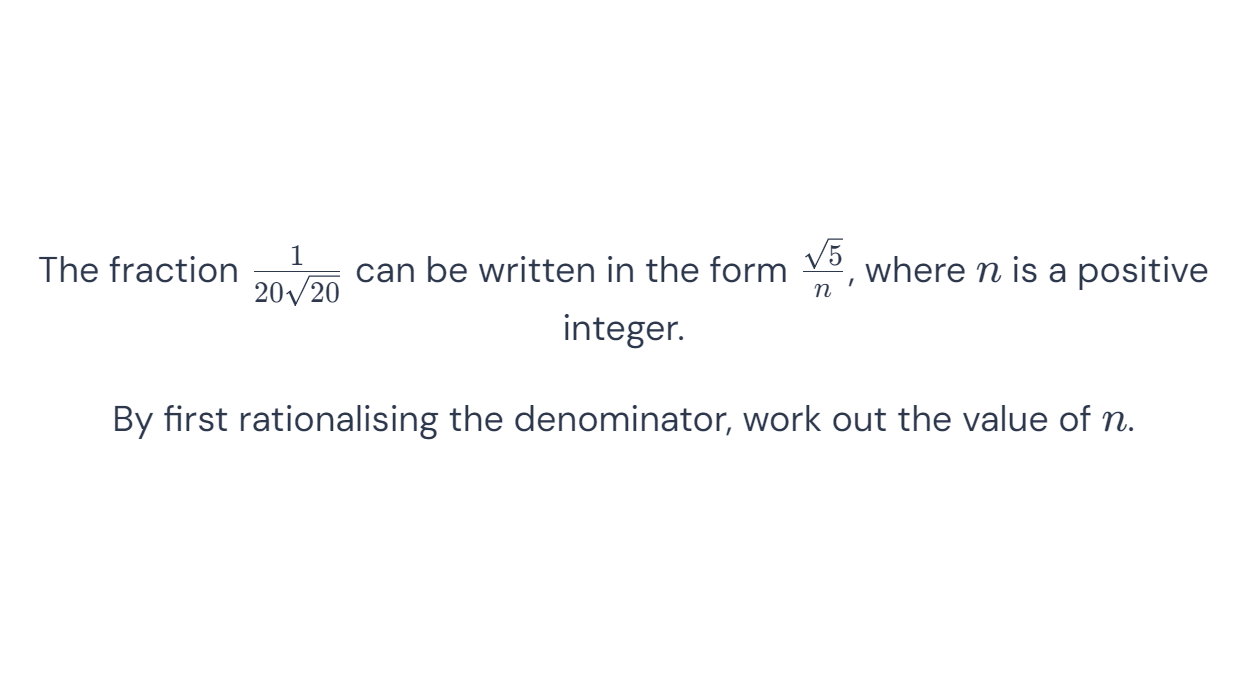 The fraction $\frac{1}{20\sqrt{20}}$ can be written in the form $\frac{\sqrt{5}}{n}$, where $n$ is a positive
integer.
By first rationalising the denominator, work out the value of $n$.